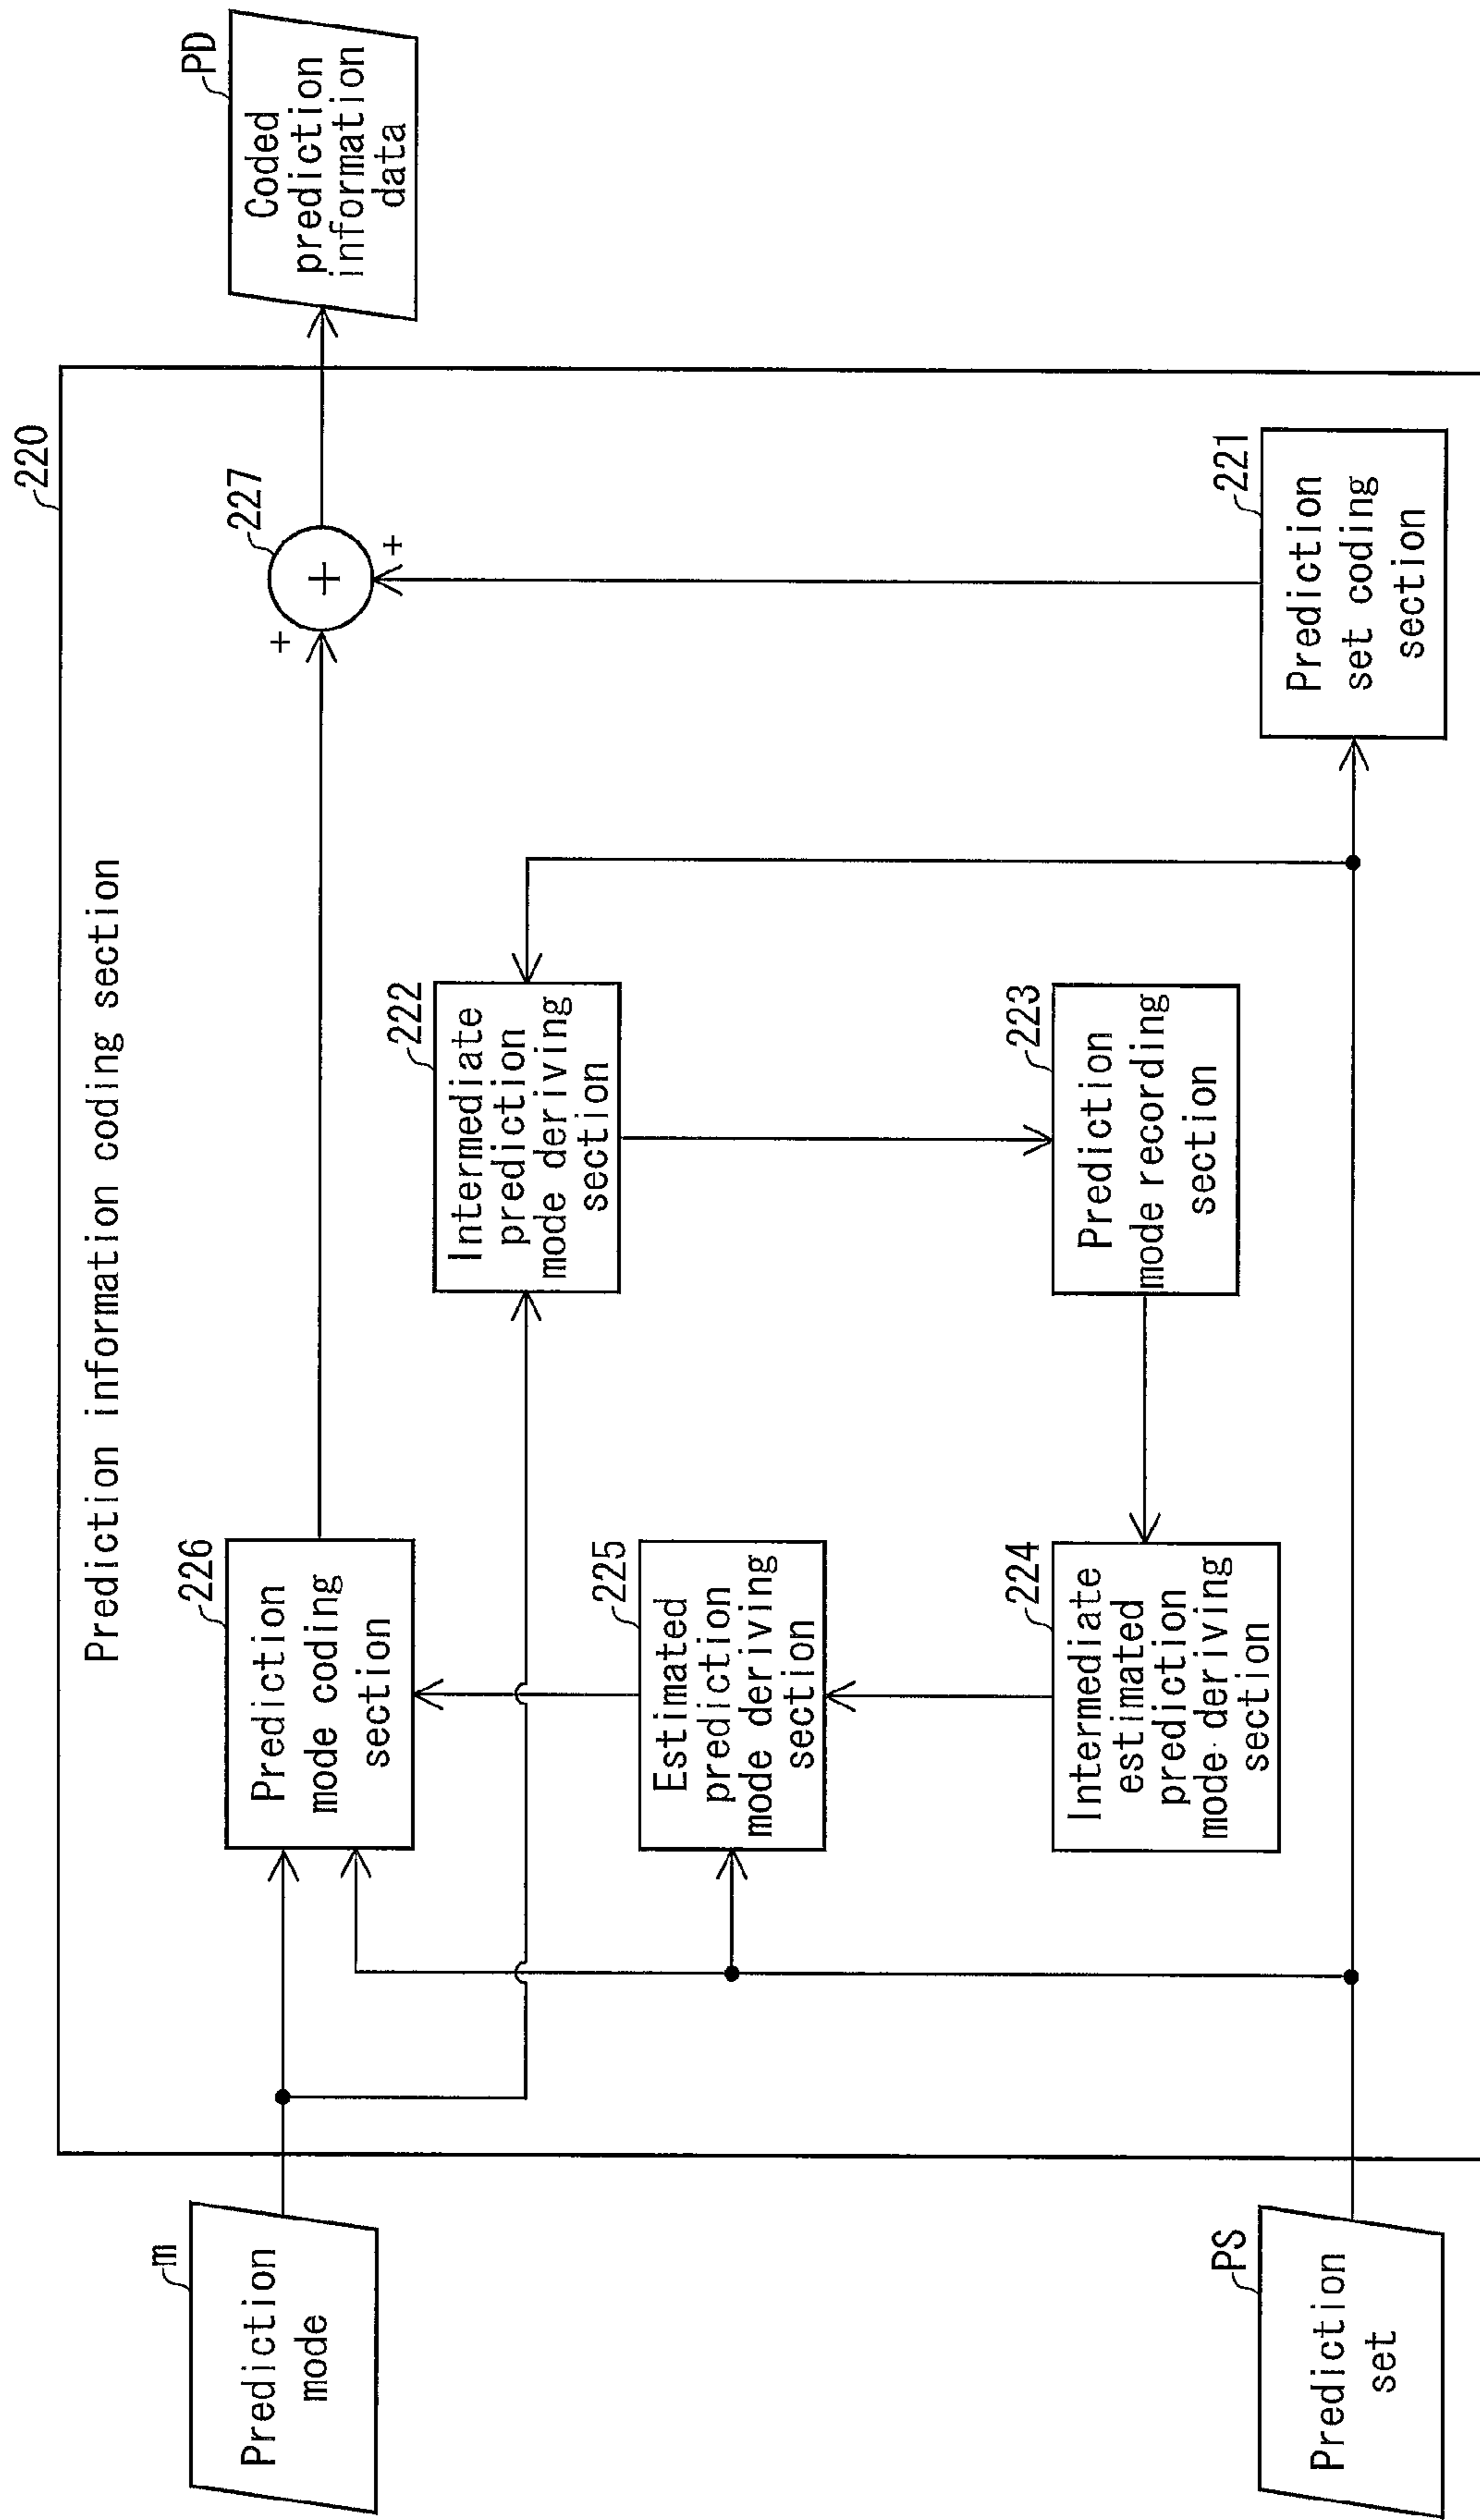 220
Prediction information coding section
m
Prediction
mode
226
Prediction
mode coding
section
+
227
+
+
PD
Coded
prediction
information
data
222
Intermediate
prediction
mode deriving
section
225
Estimated
prediction
mode deriving
section
224
Intermediate
estimated
prediction
mode deriving
section
223
Prediction
mode recording
section
PS
Prediction
set
221
Prediction
set coding
section